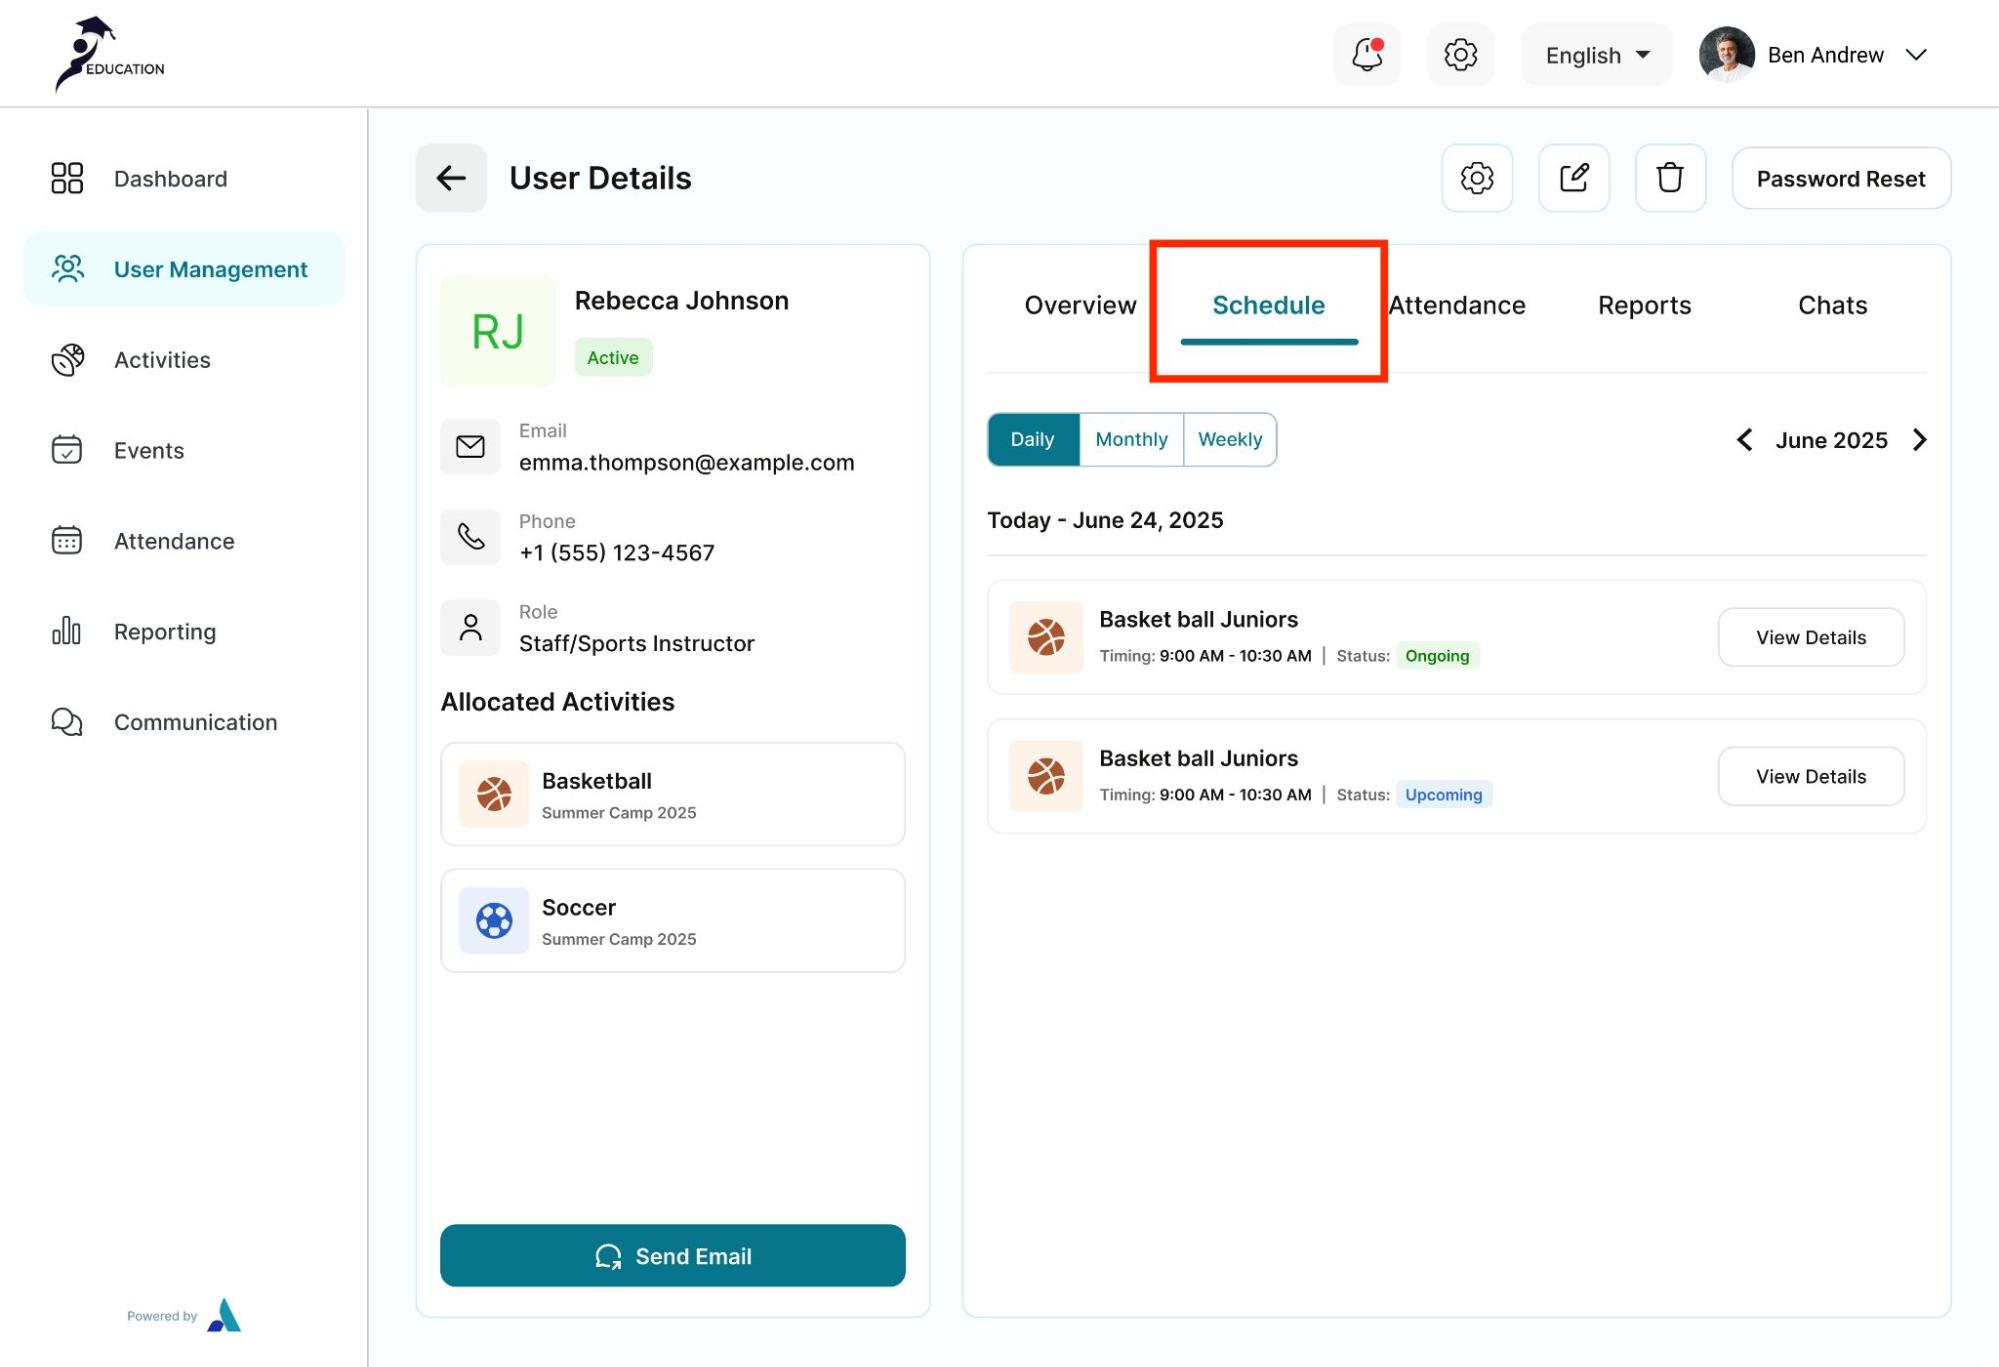 EDUCATION
English
Ben Andrew
Dashboard
User Management
Activities
Events
Attendance
Reporting
Communication
Powered by
User Details
Password Reset
RJ
Rebecca Johnson
Active
Email
emma.thompson@example.com
Phone
+1 (555) 123-4567
Role
Staff/Sports Instructor
Allocated Activities
Basketball
Summer Camp 2025
Soccer
Summer Camp 2025
Send Email
Overview Schedule Attendance Reports Chats
Daily Monthly Weekly
June 2025
Today - June 24, 2025
Basket ball Juniors
Timing: 9:00 AM - 10:30 AM | Status: Ongoing
View Details
Basket ball Juniors
Timing: 9:00 AM - 10:30 AM | Status: Upcoming
View Details